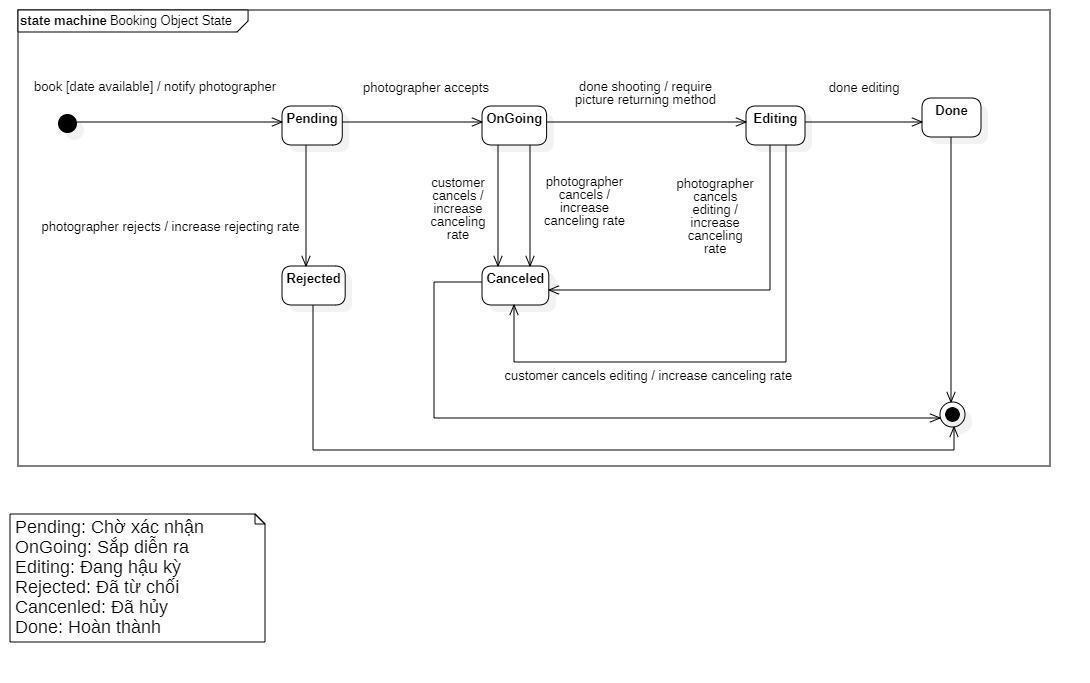 state machine Booking Object State
book [date available] / notify photographer
photographer accepts
done shooting / require
picture returning method
done editing
Pending
OnGoing
Editing
Done
customer
cancels /
increase
canceling
rate
photographer
cancels /
increase
canceling rate
photographer
cancels
editing /
increase
canceling
rate
photographer rejects / increase rejecting rate
Rejected
Canceled
customer cancels editing / increase canceling rate
Pending: Chờ xác nhận
OnGoing: Sắp diễn ra
Editing: Đang hậu kỳ
Rejected: Đã từ chối
Cancenled: Đã hủy
Done: Hoàn thành